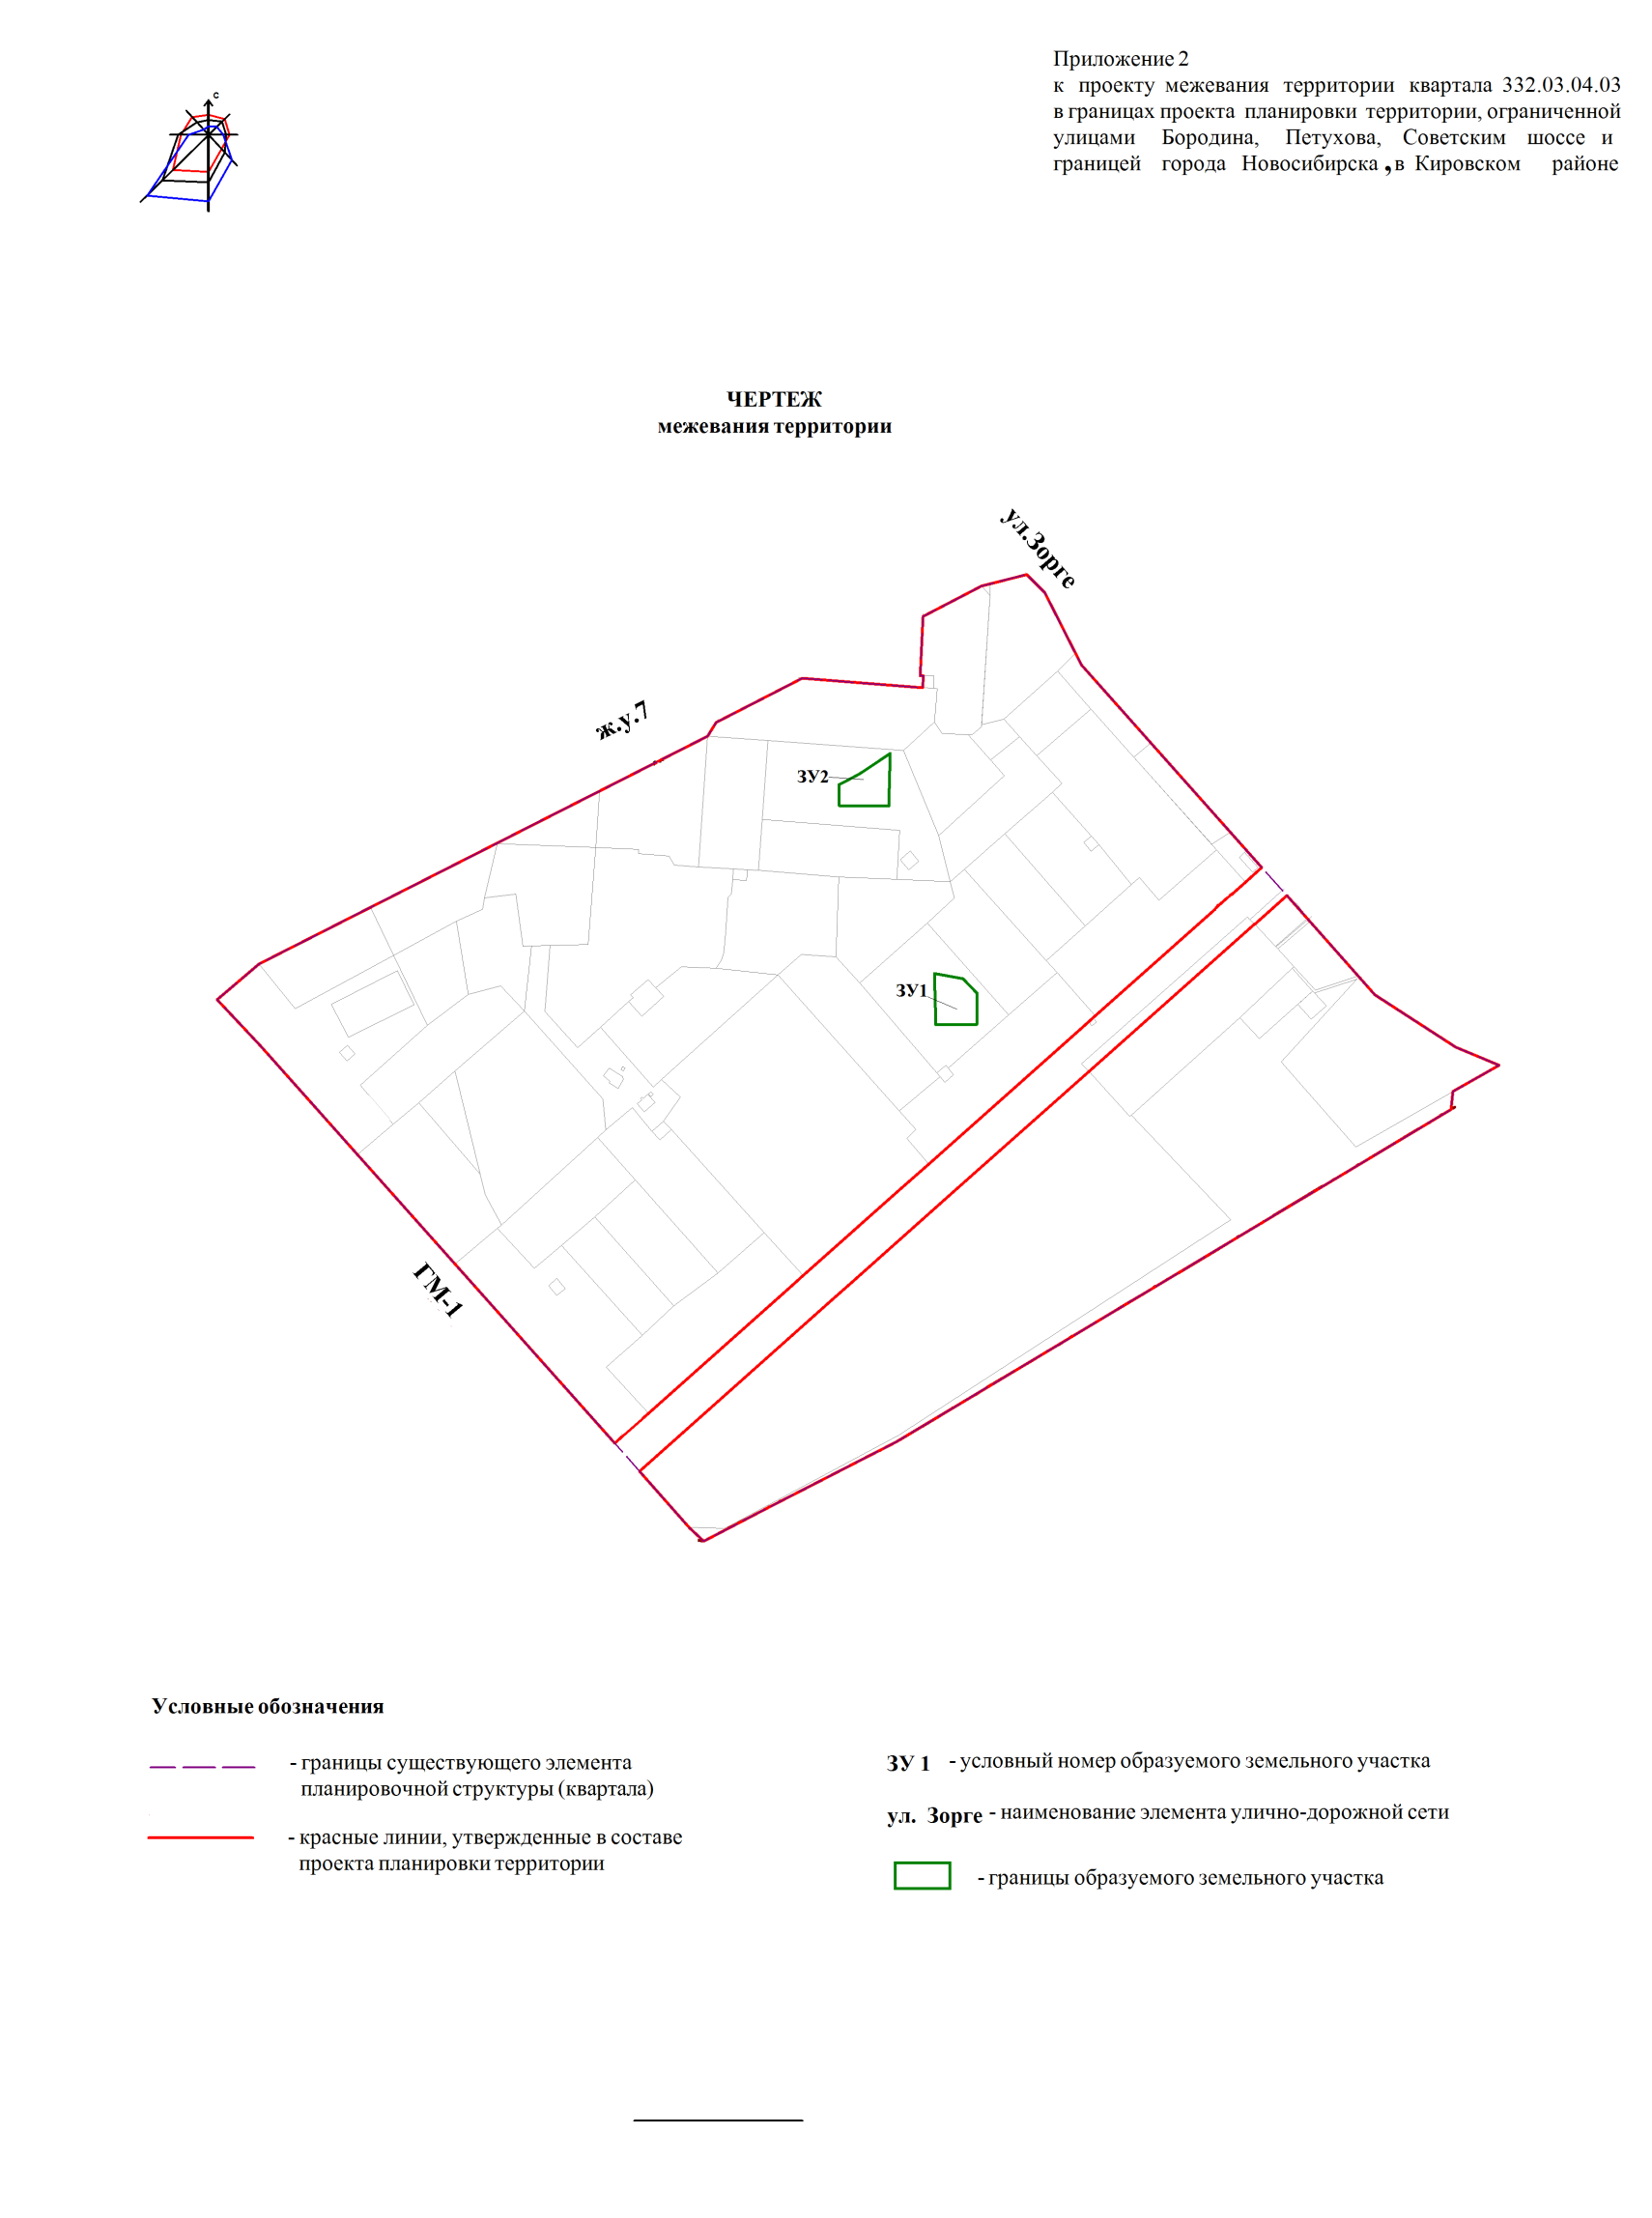 с
Приложение 2
к проекту межевания территории квартала 332.03.04.03
в границах проекта планировки территории, ограниченной
улицами Бородина, Петухова, Советским шоссе и
границей города Новосибирска , в Кировском районе
ЧЕРТЕЖ
межевания территории
ул.Зорге
ж.у.7
ЗУ2
ЗУ1
ГМ-1
Условные обозначения
- границы существующего элемента
планировочной структуры (квартала)
- красные линии, утвержденные в составе
проекта планировки территории
ЗУ 1 - условный номер образуемого земельного участка
ул. Зорге - наименование элемента улично-дорожной сети
- границы образуемого земельного участка